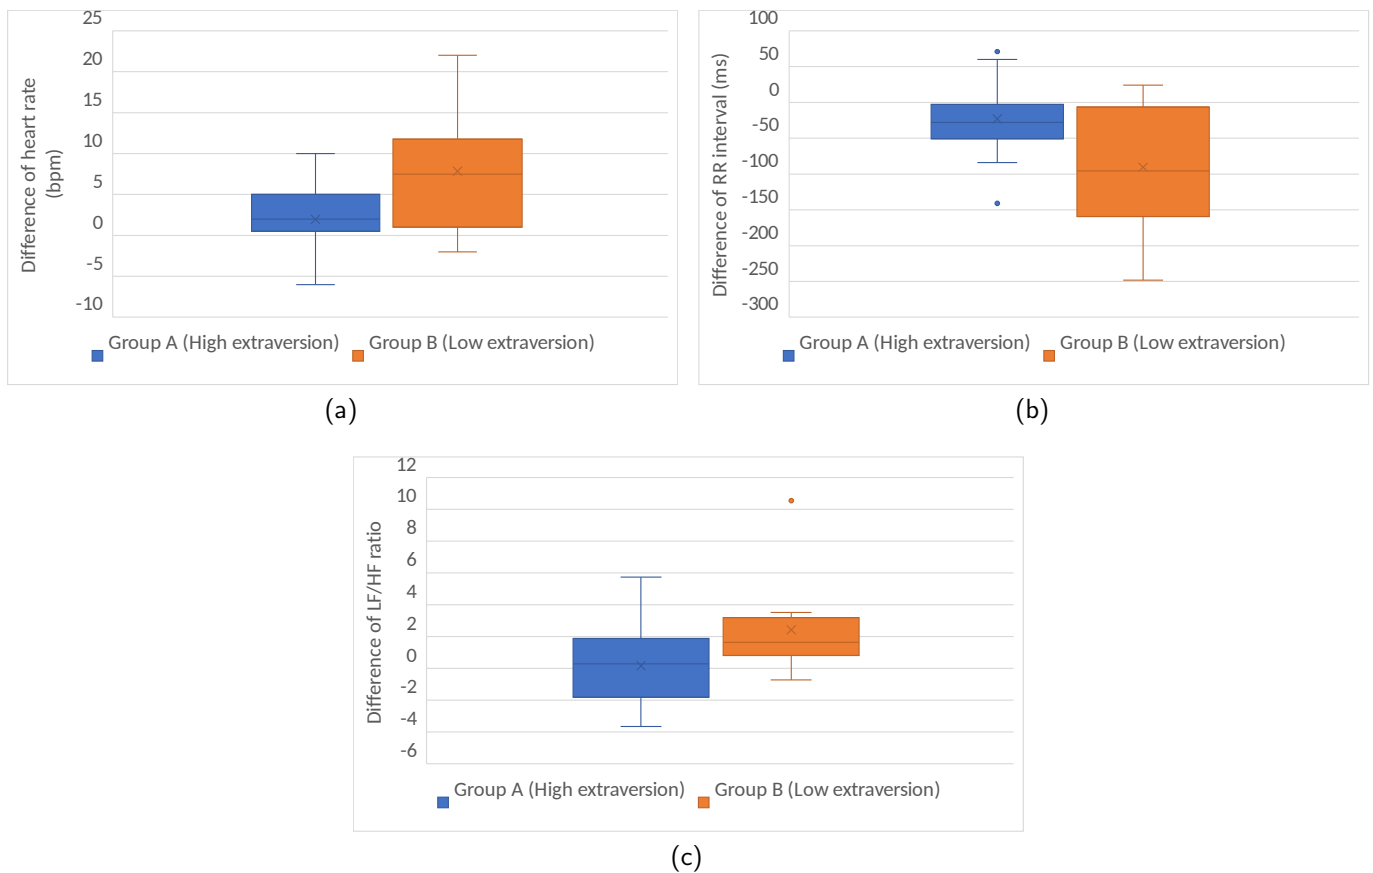 25
20
15
10
5
0
-5
-10
Difference of heart rate
(bpm)
Group A (High extraversion) Group B (Low extraversion)
(a)
100
50
0
-50
-100
-150
-200
-250
-300
Difference of RR interval (ms)
Group A (High extraversion) Group B (Low extraversion)
(b)
12
10
8
6
4
2
0
-2
-4
-6
Difference of LF/HF ratio
Group A (High extraversion) Group B (Low extraversion)
(c)